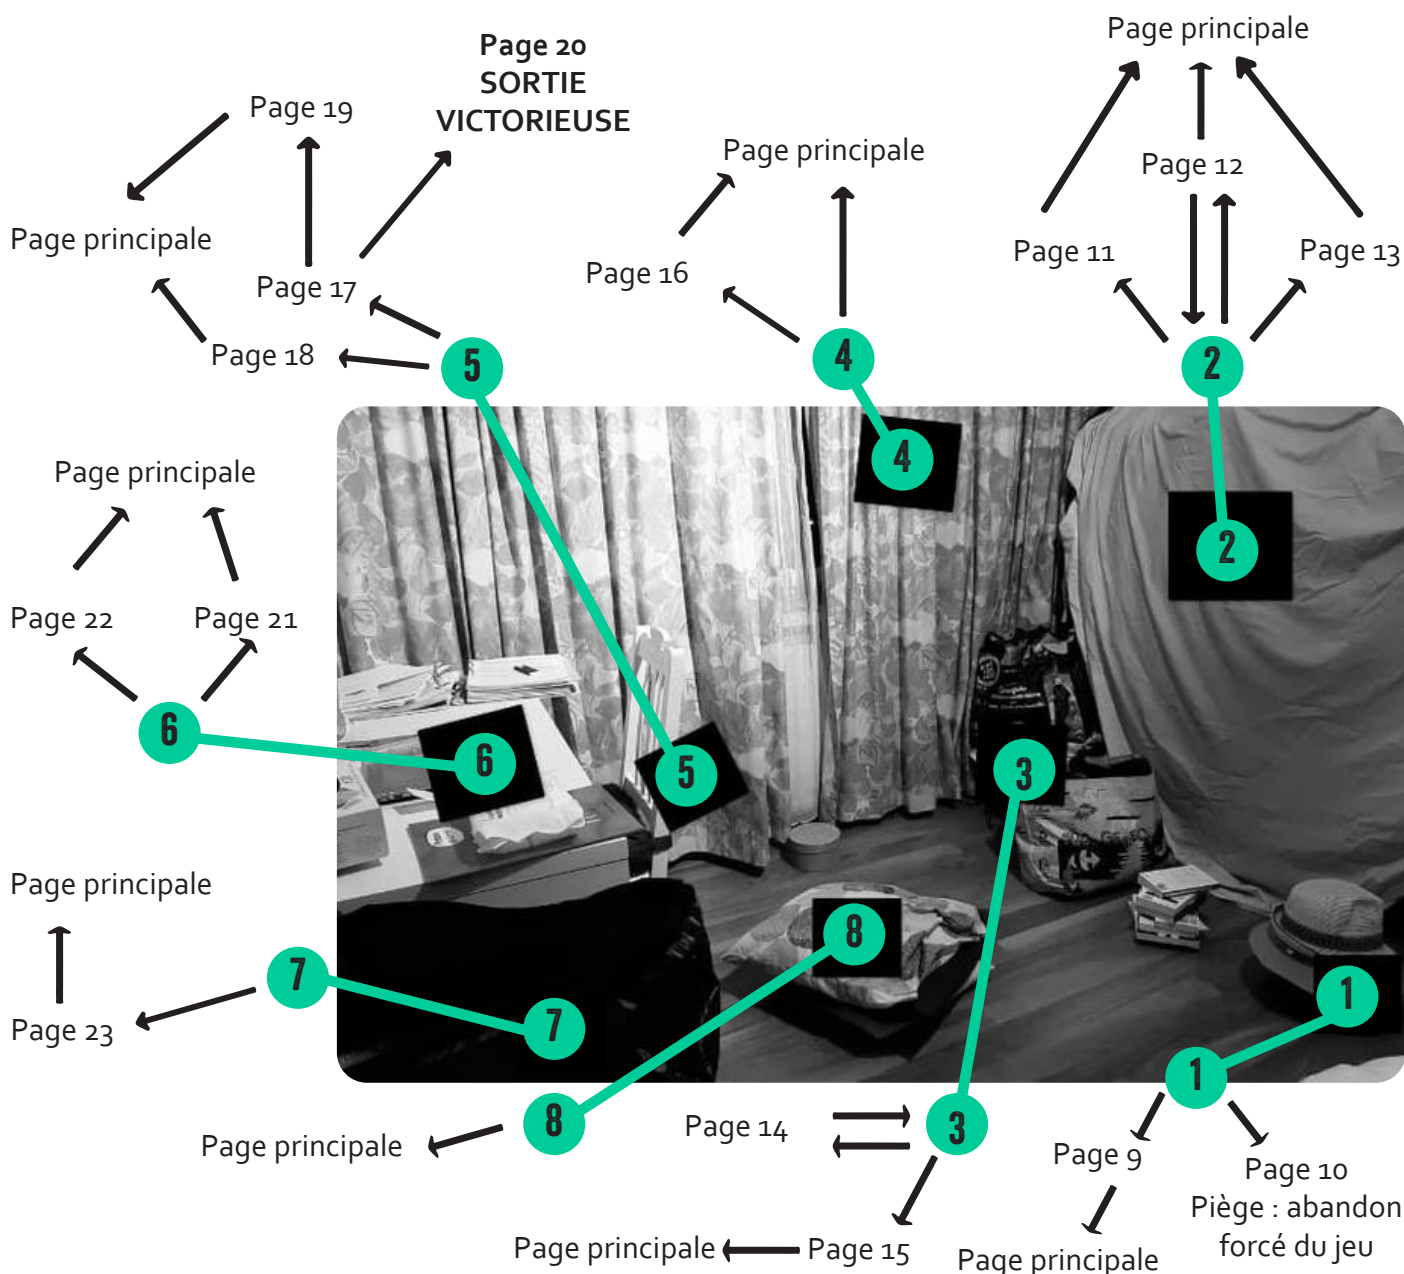 Page principale
Page 20
SORTIE
VICTORIEUSE
Page 19
Page principale
Page 12
Page principale
Page 11
Page 13
Page 16
Page 17
Page 18
5
4
2
4
2
Page principale
Page 22
Page 21
6
6
5
3
Page principale
8
7
1
Page 23
7
1
8
Page 14
3
Page principale
Page 9
Page 10
Piège : abandon
forcé du jeu
Page principale
Page 15
Page principale